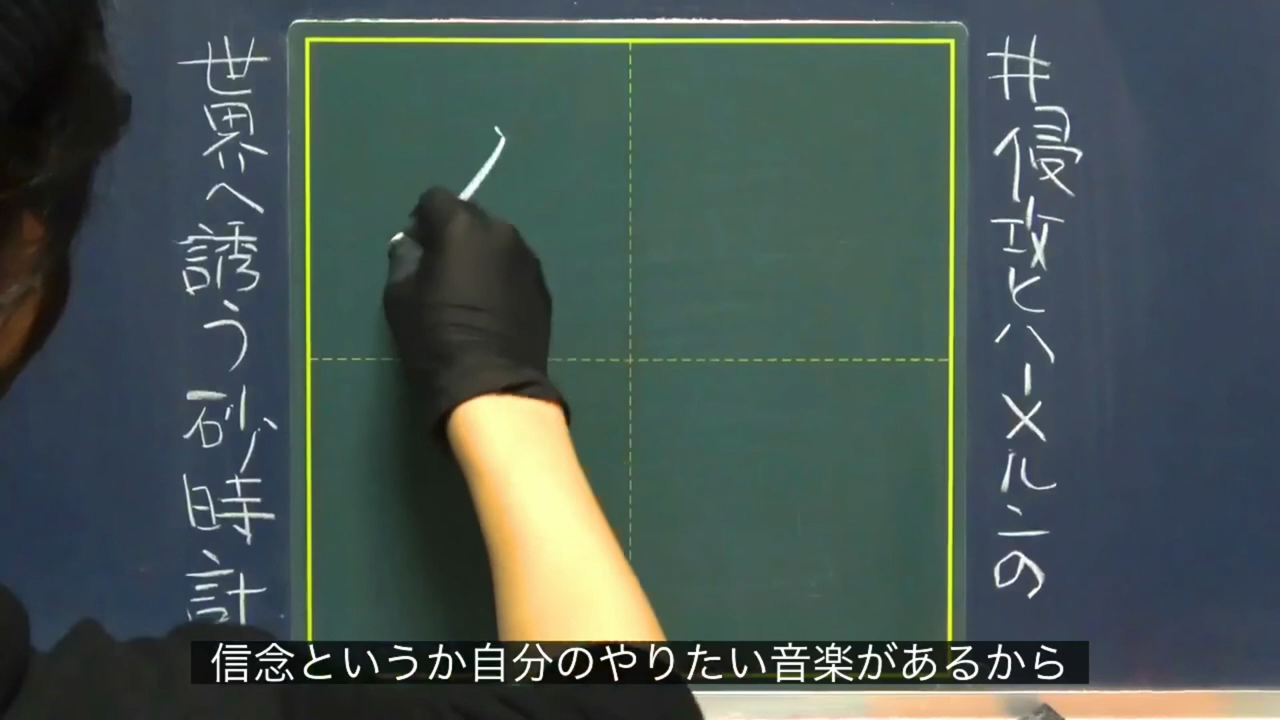 #侵攻とハーメルンの
世界へ誘う砂時計
信念というか自分のやりたい音楽があるから